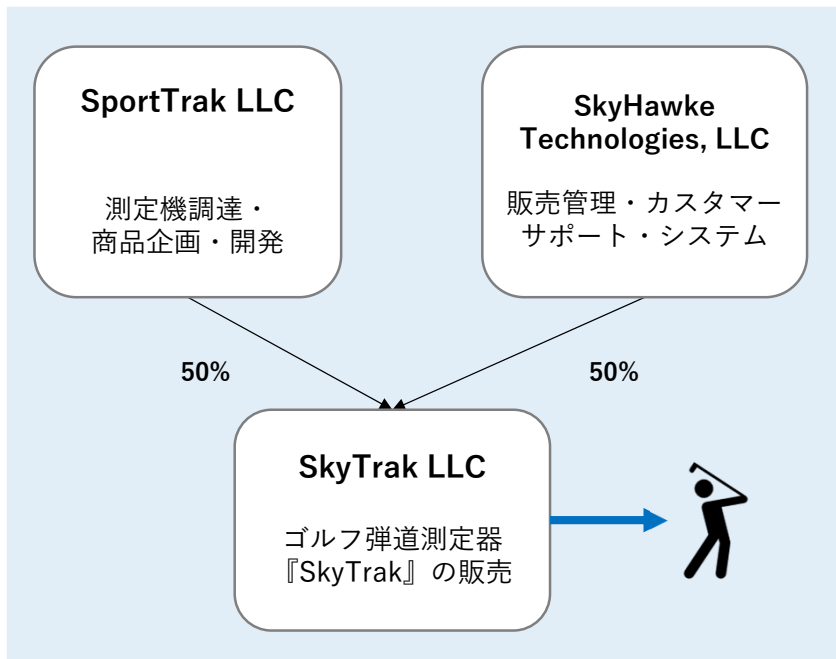 SportTrak LLC
測定機調達・
商品企画・開発
SkyHawke
Technologies, LLC
販売管理・カスタマー
サポート・システム
50%
50%
SkyTrak LLC
ゴルフ弾道測定器
『SkyTrak』の販売